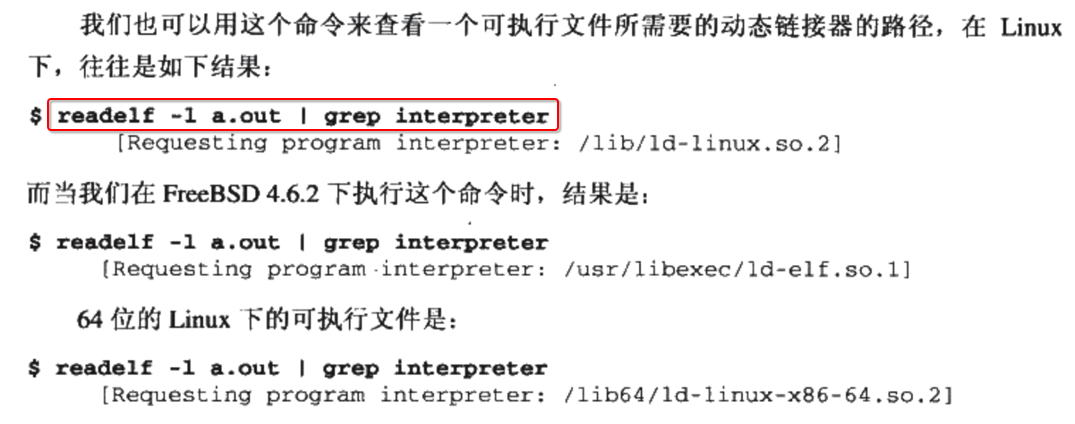 我们也可以用这个命令来查看一个可执行文件所需要的动态链接器的路径，在 Linux
下，往往是如下结果：
$ readelf -l a.out | grep interpreter
[Requesting program interpreter: /lib/ld-linux.so.2]
而当我们在 FreeBSD 4.6.2 下执行这个命令时，结果是：
$ readelf -l a.out | grep interpreter
[Requesting program interpreter: /usr/libexec/ld-elf.so.1]
64 位的 Linux 下的可执行文件是：
$ readelf -l a.out | grep interpreter
[Requesting program interpreter: /lib64/ld-linux-x86-64.so.2]